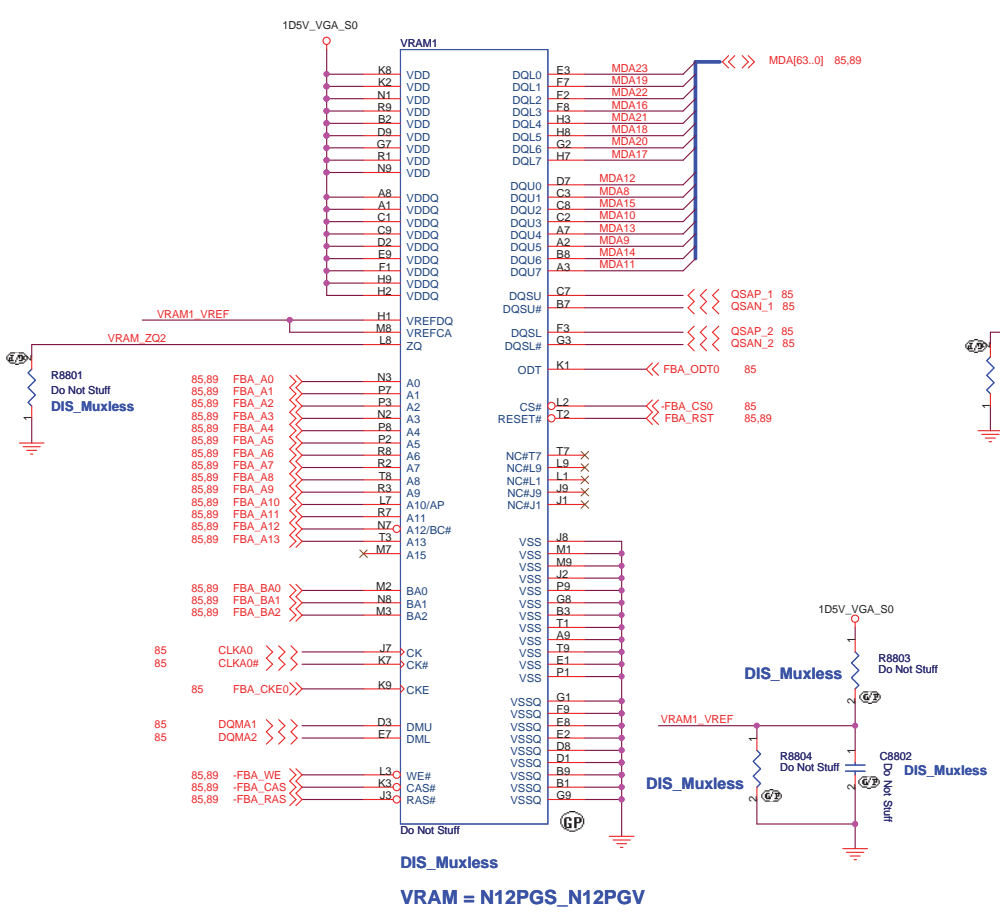 1D5V_VGA_S0
VRAM1
K8 VDD
K2 VDD
N1 VDD
R9 VDD
B2 VDD
D9 VDD
G7 VDD
R1 VDD
N9 VDD
A8 VDDQ
A1 VDDQ
C1 VDDQ
C9 VDDQ
D2 VDDQ
E9 VDDQ
F1 VDDQ
H9 VDDQ
H2 VDDQ
VRAM1_VREF H1 VREFDQ
M8 VREFCA
VRAM_ZQ2 L8 ZQ
2
R8801
Do Not Stuff
DIS_Muxless
1
85,89 FBA_A0 N3 A0
85,89 FBA_A1 P7 A1
85,89 FBA_A2 P3 A2
85,89 FBA_A3 N2 A3
85,89 FBA_A4 P8 A4
85,89 FBA_A5 P2 A5
85,89 FBA_A6 R8 A6
85,89 FBA_A7 R2 A7
85,89 FBA_A8 T8 A8
85,89 FBA_A9 R3 A9
85,89 FBA_A10 L7 A10/AP
85,89 FBA_A11 R7 A11
85,89 FBA_A12 N7 A12/BC#
85,89 FBA_A13 T3 A13
M7 A15
85,89 FBA_BA0 M2 BA0
85,89 FBA_BA1 N8 BA1
85,89 FBA_BA2 M3 BA2
85 CLKA0 J7 CK
85 CLKA0# K7 CK#
85 FBA_CKE0 K9 CKE
85 DQMA1 D3 DMU
85 DQMA2 E7 DML
85,89 -FBA_WE L3 WE#
85,89 -FBA_CAS K3 CAS#
85,89 -FBA_RAS J3 RAS#
DQL0 E3 MDA23
DQL1 F7 MDA19
DQL2 F2 MDA22
DQL3 F8 MDA16
DQL4 H3 MDA21
DQL5 H8 MDA18
DQL6 G2 MDA20
DQL7 H7 MDA17
MDA[63..0] 85,89
DQU0 D7 MDA12
DQU1 C3 MDA8
DQU2 C8 MDA15
DQU3 C2 MDA10
DQU4 A7 MDA13
DQU5 A2 MDA9
DQU6 B8 MDA14
DQU7 A3 MDA11
DQSU C7 QSAP_1 85
DQSU# B7 QSAN_1 85
DQSL F3 QSAP_2 85
DQSL# G3 QSAN_2 85
ODT K1 FBA_ODT0 85
CS# L2 -FBA_CS0 85
RESET# T2 FBA_RST 85,89
NC#T7 T7
NC#L9 L9
NC#L1 L1
NC#J9 J9
NC#J1 J1
VSS J8
VSS M1
VSS M9
VSS J2
VSS P9
VSS G8
VSS B3
VSS T1
VSS A9
VSS T9
VSS E1
VSS P1
VSSQ G1
VSSQ F9
VSSQ E8
VSSQ E2
VSSQ D8
VSSQ D1
VSSQ B9
VSSQ B1
VSSQ G9
Do Not Stuff
GP
DIS_Muxless
VRAM = N12PGS_N12PGV
1D5V_VGA_S0
1
R8803
Do Not Stuff
DIS_Muxless
2
VRAM1_VREF
1
R8804
Do Not Stuff
DIS_Muxless
2
1
C8802
Do Not Stuff
DIS_Muxless
2
2
1